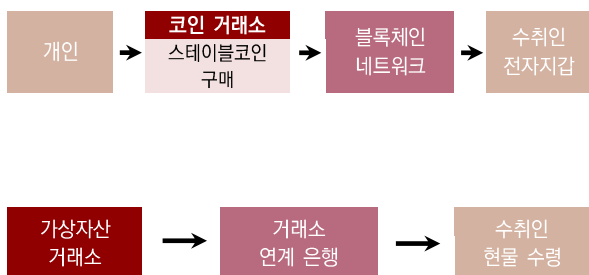 개인
코인 거래소
스테이블코인
구매
블록체인
네트워크
수취인
전자지갑
가상자산
거래소
거래소
연계 은행
수취인
현물 수령